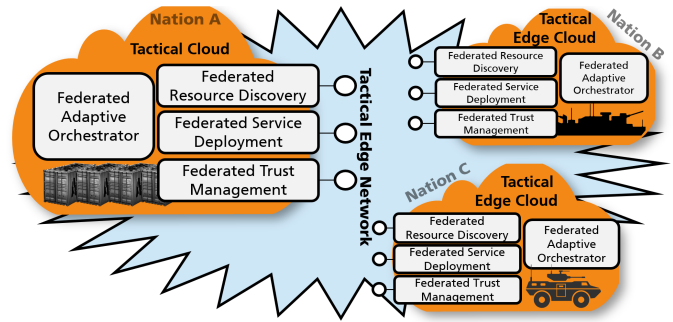 Nation A
Tactical Cloud
Federated
Adaptive
Orchestrator
Federated
Resource Discovery
Federated Service
Deployment
Federated Trust
Management
Tactical Edge Network
Nation B
Tactical
Edge Cloud
Federated Resource
Discovery
Federated Service
Deployment
Federated Trust
Management
Federated
Adaptive
Orchestrator
Nation C
Tactical
Edge Cloud
Federated
Resource Discovery
Federated Service
Deployment
Federated Trust
Management
Federated
Adaptive
Orchestrator